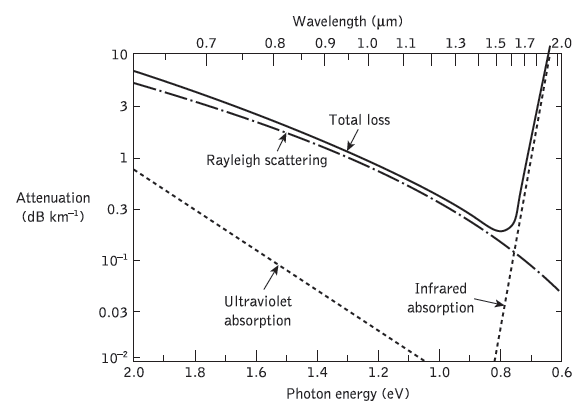 Wavelength (μm)
0.7 0.8 0.9 1.0 1.1 1.3 1.5 1.7 2.0
10
3
1
0.3
10⁻¹
0.03
10⁻²
Attenuation
(dB km⁻¹)
Total loss
Rayleigh scattering
Ultraviolet
absorption
Infrared
absorption
2.0 1.8 1.6 1.4 1.2 1.0 0.8 0.6
Photon energy (eV)